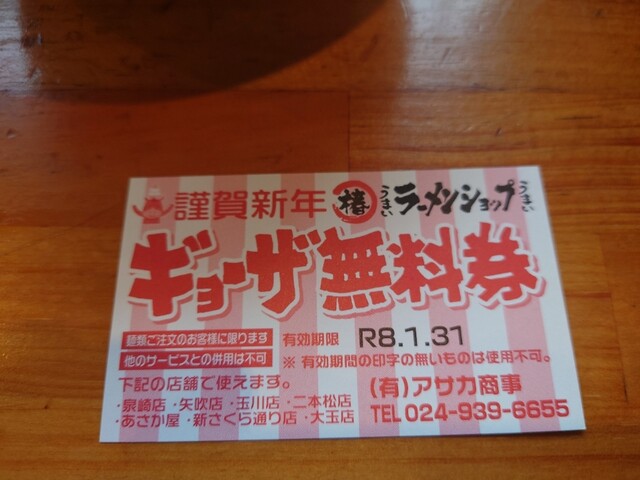 謹賀新年 椿 うまい ラーメンショップ うまい
ギョーザ無料券
麺類ご注文のお客様に限ります
他のサービスとの併用は不可
有効期限 R8.1.31
※ 有効期間の印字の無いものは使用不可。
下記の店舗で使えます。
・泉崎店・矢吹店・玉川店・二本松店
・あさか屋・新さくら通り店・大玉店
(有)アサカ商事
TEL 024-939-6655